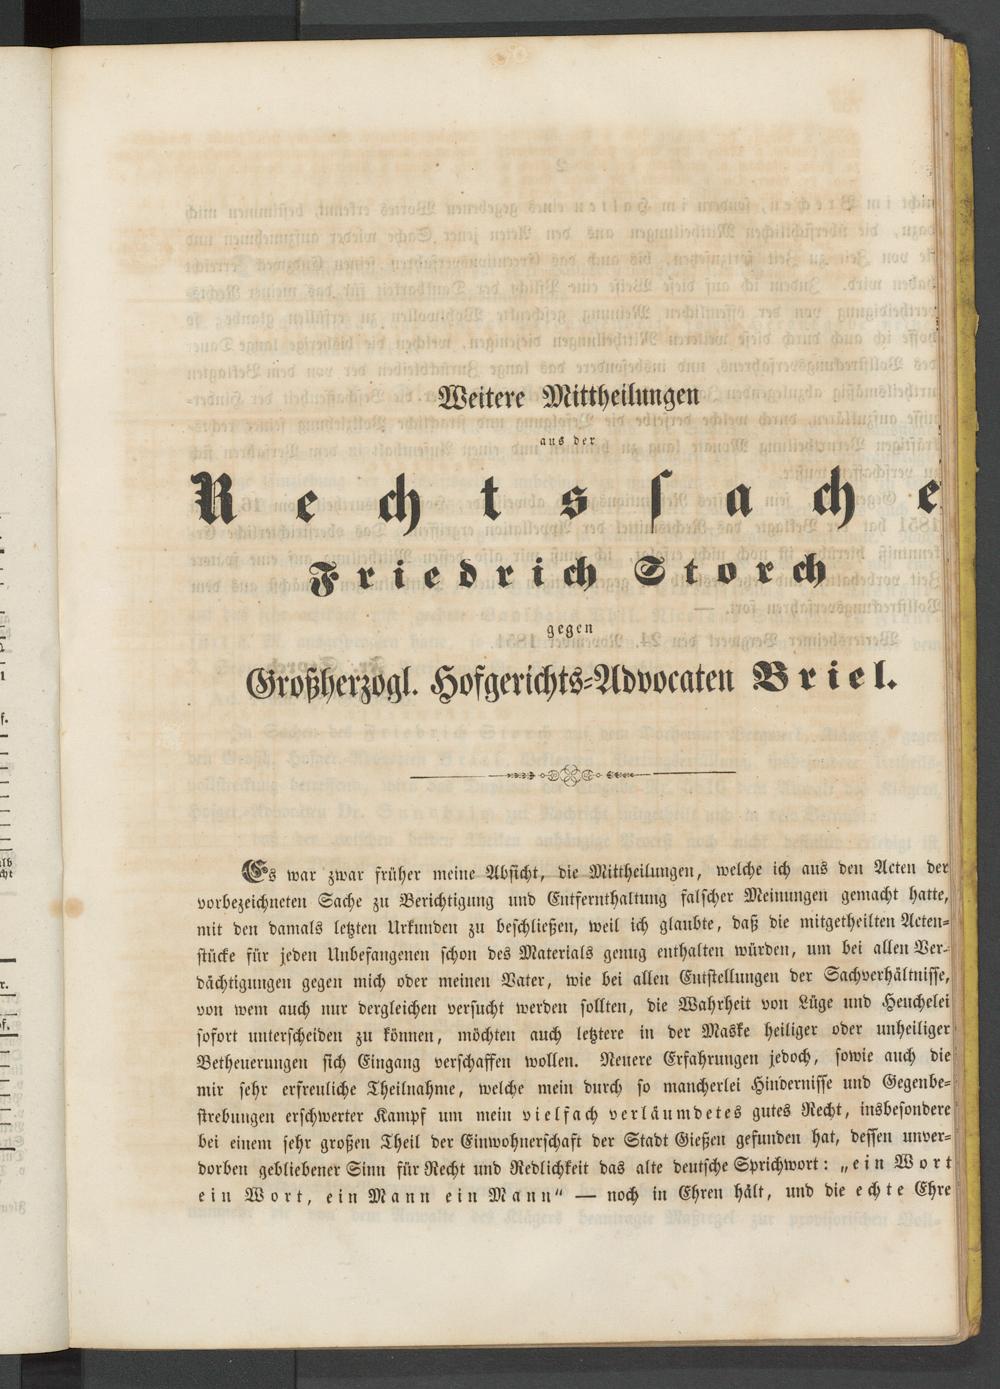 Weitere Mittheilungen
aus der
Rechtssache
Friedrich Storch
gegen
Großherzogl. Hofgerichts-Advocaten Briel.
Es war zwar früher meine Absicht, die Mittheilungen, welche ich aus den Acten der
vorbezeichneten Sache zu Berichtigung und Entfernthaltung falscher Meinungen gemacht hatte,
mit den damals letzten Urkunden zu beschließen, weil ich glaubte, daß die mitgetheilten Acten-
stücke für jeden Unbefangenen schon des Materials genug enthalten würden, um bei allen Ver-
dächtigungen gegen mich oder meinen Vater, wie bei allen Entstellungen der Sachverhältnisse,
von wem auch nur dergleichen versucht werden sollten, die Wahrheit von Lüge und Heuchelei
sofort unterscheiden zu können, möchten auch letztere in der Maske heiliger oder unheiliger
Betheuerungen sich Eingang verschaffen wollen. Neuere Erfahrungen jedoch, sowie auch die
mir sehr erfreuliche Theilnahme, welche mein durch so mancherlei Hindernisse und Gegenbe-
strebungen erschwerter Kampf um mein vielfach verläumdetes gutes Recht, insbesondere
bei einem sehr großen Theil der Einwohnerschaft der Stadt Gießen gefunden hat, dessen unver-
dorben gebliebener Sinn für Recht und Redlichkeit das alte deutsche Sprichwort: „ein Wort
ein Wort, ein Mann ein Mann“ — noch in Ehren hält, und die echte Ehre